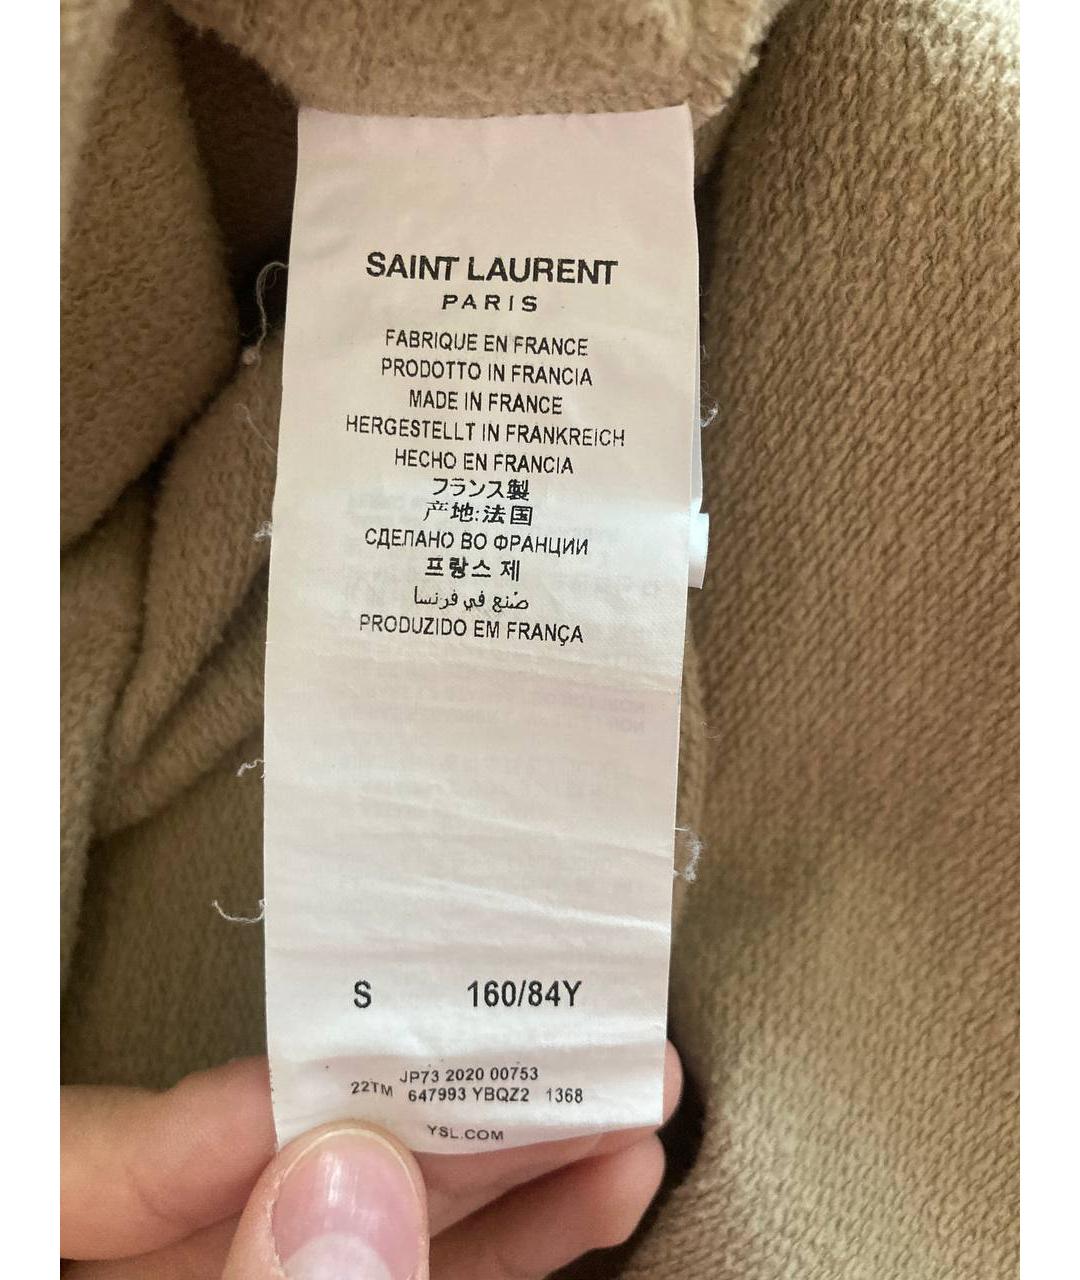 SAINT LAURENT
PARIS
FABRIQUE EN FRANCE
PRODOTTO IN FRANCIA
MADE IN FRANCE
HERGESTELLT IN FRANKREICH
HECHO EN FRANCIA
フランス製
产地:法国
СДЕЛАНО ВО ФРАНЦИИ
프랑스 제
صُنع في فرنسا
PRODUZIDO EM FRANÇA
S 160/84Y
JP73 2020 00753
22TM 647993 YBQZ2 1368
YSL.COM